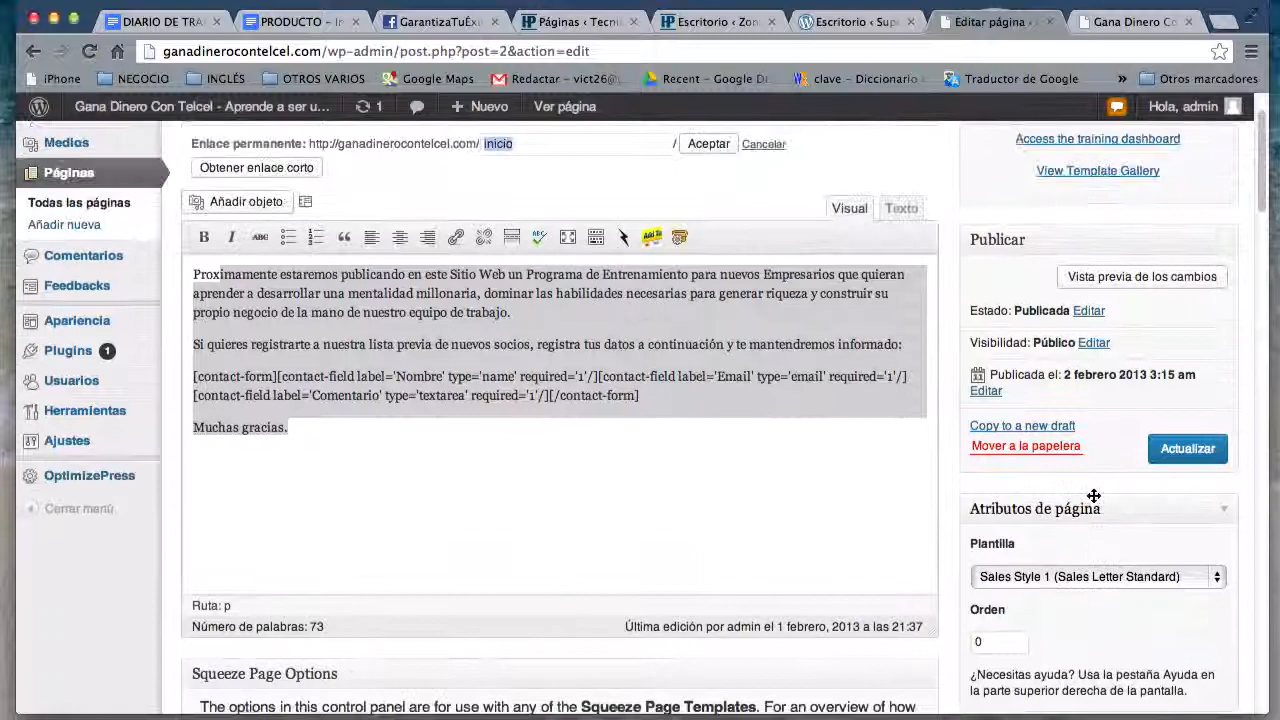 DIARIO DE TRA
PRODUCTO – In
GarantizaTuÉx
Páginas ‹ Tecni
Escritorio ‹ Zon
Escritorio ‹ Sup
Editar página ‹
Gana Dinero Co
ganadinerocontelcel.com/wp-admin/post.php?post=2&action=edit
iPhone NEGOCIO INGLÉS OTROS VARIOS Google Maps Redactar – vict26@ Recent – Google Dr clave – Diccionario Traductor de Google » Otros marcadores
Gana Dinero Con Telcel - Aprende a ser u... 1 + Nuevo Ver página Hola, admin
Medios
Páginas
Todas las páginas
Añadir nueva
Comentarios
Feedbacks
Apariencia
Plugins 1
Usuarios
Herramientas
Ajustes
OptimizePress
Cerrar menú
Enlace permanente: http://ganadinerocontelcel.com/ inicio / Aceptar Cancelar
Obtener enlace corto
Añadir objeto
Visual Texto
B I ABC
Proximamente estaremos publicando en este Sitio Web un Programa de Entrenamiento para nuevos Empresarios que quieran
aprender a desarrollar una mentalidad millonaria, dominar las habilidades necesarias para generar riqueza y construir su
propio negocio de la mano de nuestro equipo de trabajo.
Si quieres registrarte a nuestra lista previa de nuevos socios, registra tus datos a continuación y te mantendremos informado:
[contact-form][contact-field label='Nombre' type='name' required='1'/][contact-field label='Email' type='email' required='1'/]
[contact-field label='Comentario' type='textarea' required='1'/][/contact-form]
Muchas gracias.
Ruta: p
Número de palabras: 73 Última edición por admin el 1 febrero, 2013 a las 21:37
Squeeze Page Options
The options in this control panel are for use with any of the Squeeze Page Templates. For an overview of how
Access the training dashboard
View Template Gallery
Publicar
Vista previa de los cambios
Estado: Publicada Editar
Visibilidad: Público Editar
Publicada el: 2 febrero 2013 3:15 am
Editar
Copy to a new draft
Mover a la papelera
Actualizar
Atributos de página
Plantilla
Sales Style 1 (Sales Letter Standard)
Orden
0
¿Necesitas ayuda? Usa la pestaña Ayuda en
la parte superior derecha de la pantalla.